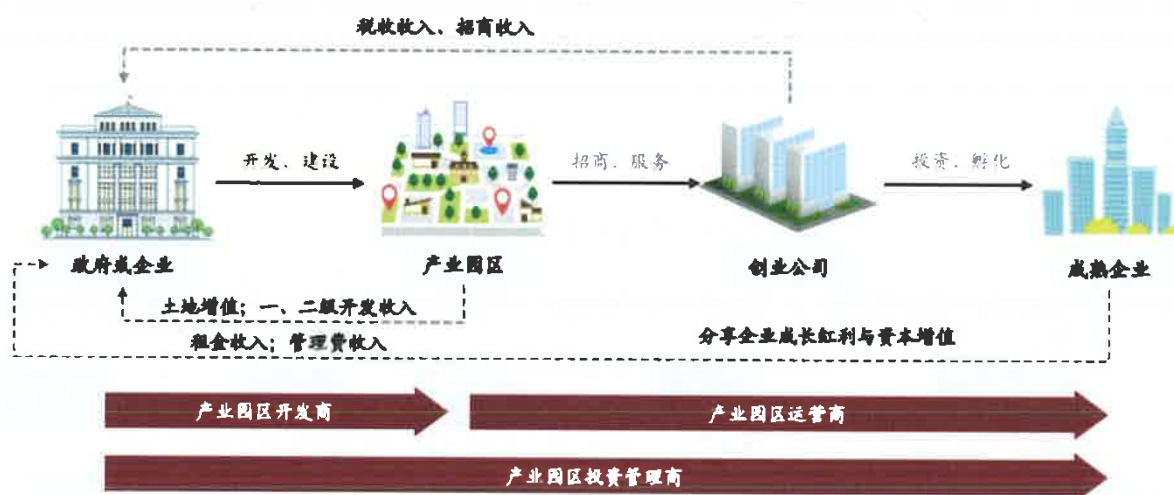 税收收入、招商收入
开发、建设
招商、服务
投资、孵化
政府或企业
产业园区
创业公司
成熟企业
土地增值；一、二级开发收入
租金收入；管理费收入
分享企业成长红利与资本增值
产业园区开发商
产业园区运营商
产业园区投资管理商